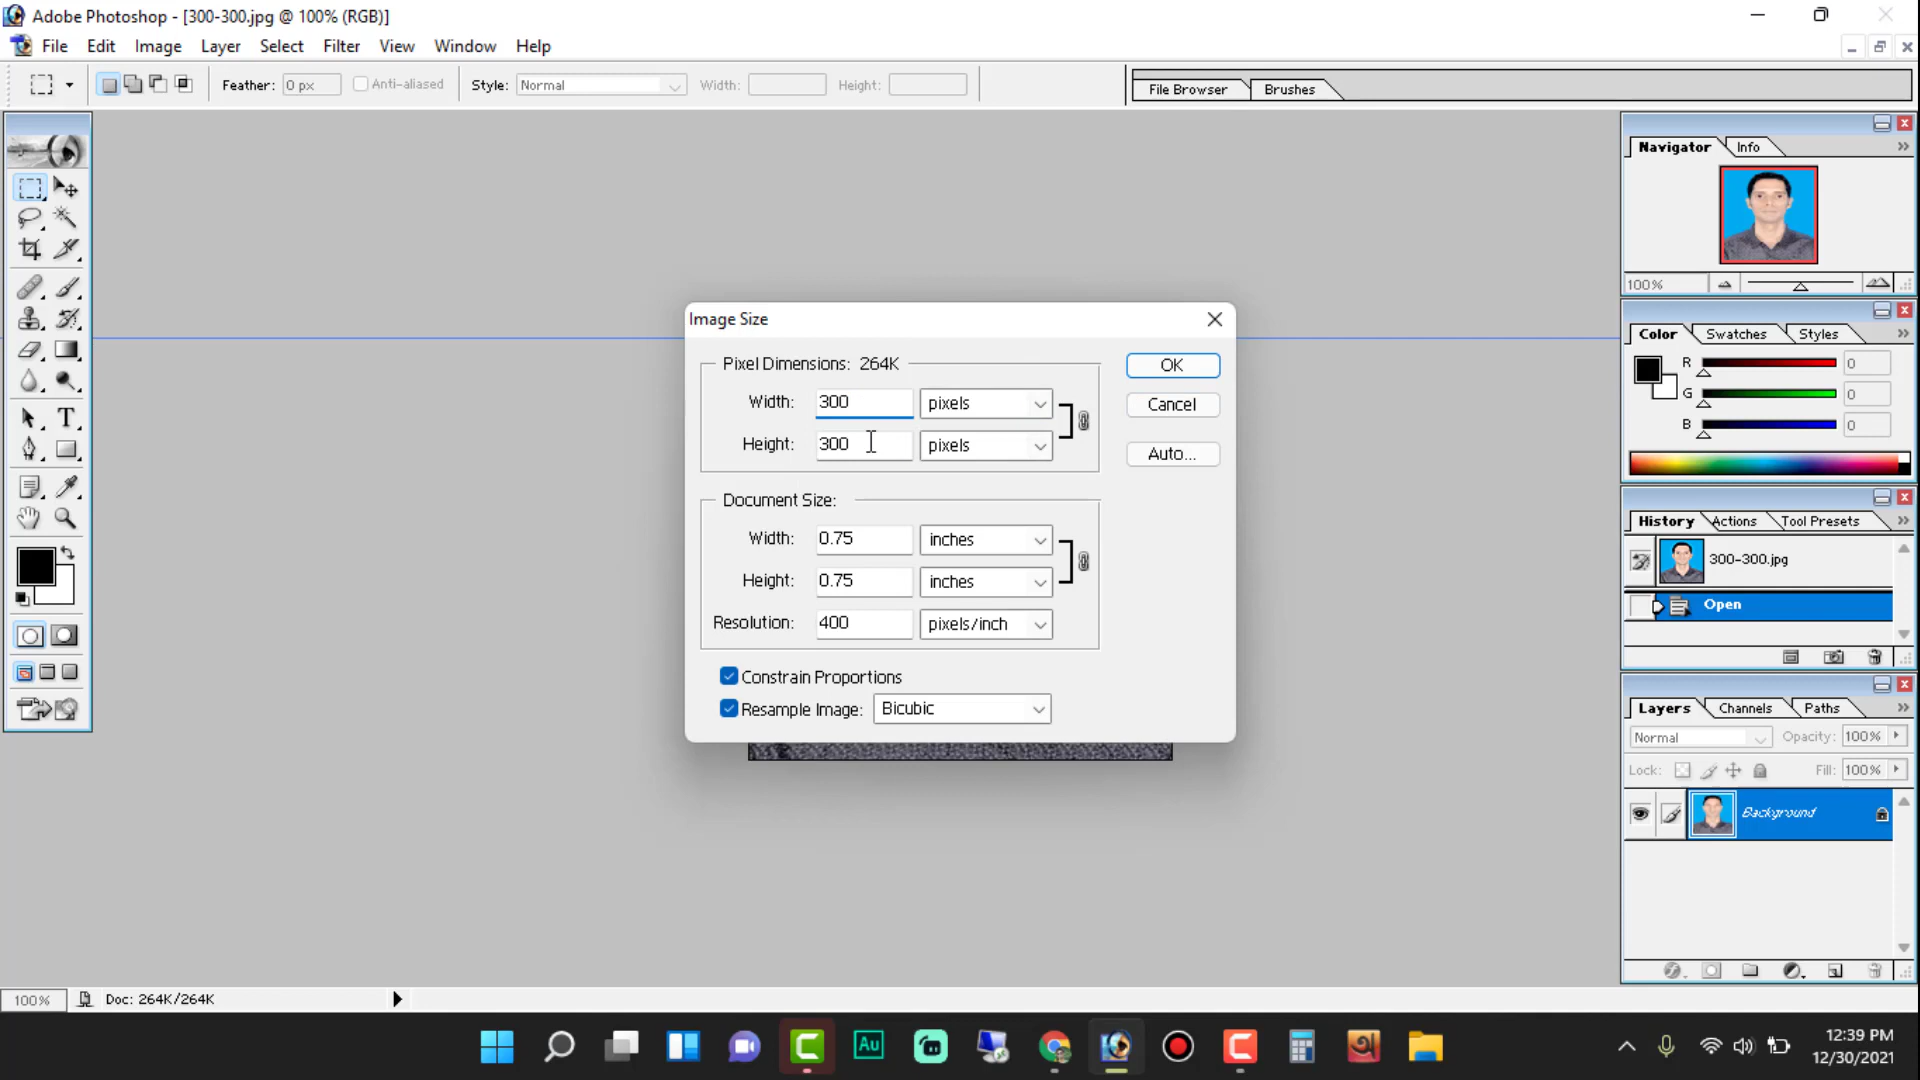 Adobe Photoshop - [300-300.jpg @ 100% (RGB)]
File Edit Image Layer Select Filter View Window Help
Feather: 0 px Anti-aliased Style: Normal Width: Height: File Browser Brushes
Navigator Info
100%
Color Swatches Styles
R 0
G 0
B 0
History Actions Tool Presets
300-300.jpg
Open
Layers Channels Paths
Normal Opacity: 100%
Lock: Fill: 100%
Background
Image Size
Pixel Dimensions: 264K
Width: 300 pixels
Height: 300 pixels
Document Size:
Width: 0.75 inches
Height: 0.75 inches
Resolution: 400 pixels/inch
Constrain Proportions
Resample Image: Bicubic
OK
Cancel
Auto...
100% Doc: 264K/264K
Au
12:39 PM
12/30/2021